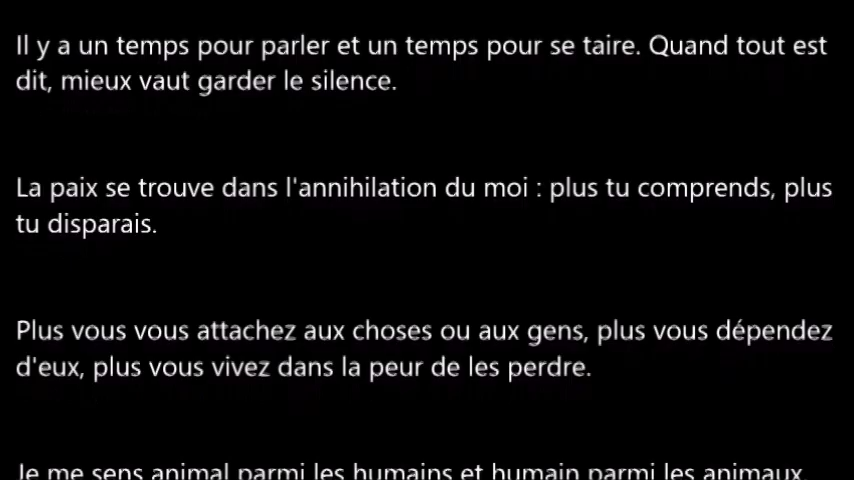 Il y a un temps pour parler et un temps pour se taire. Quand tout est
dit, mieux vaut garder le silence.
La paix se trouve dans l'annihilation du moi : plus tu comprends, plus
tu disparais.
Plus vous vous attachez aux choses ou aux gens, plus vous dépendez
d'eux, plus vous vivez dans la peur de les perdre.
Je me sens animal parmi les humains et humain parmi les animaux.